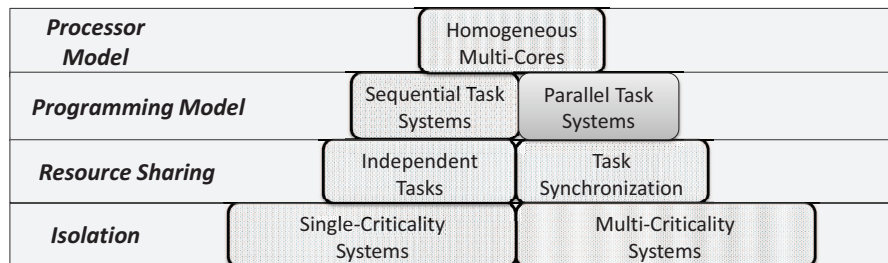 Processor
Model
Homogeneous
Multi-Cores
Programming Model
Sequential Task
Systems
Parallel Task
Systems
Resource Sharing
Independent
Tasks
Task
Synchronization
Isolation
Single-Criticality
Systems
Multi-Criticality
Systems